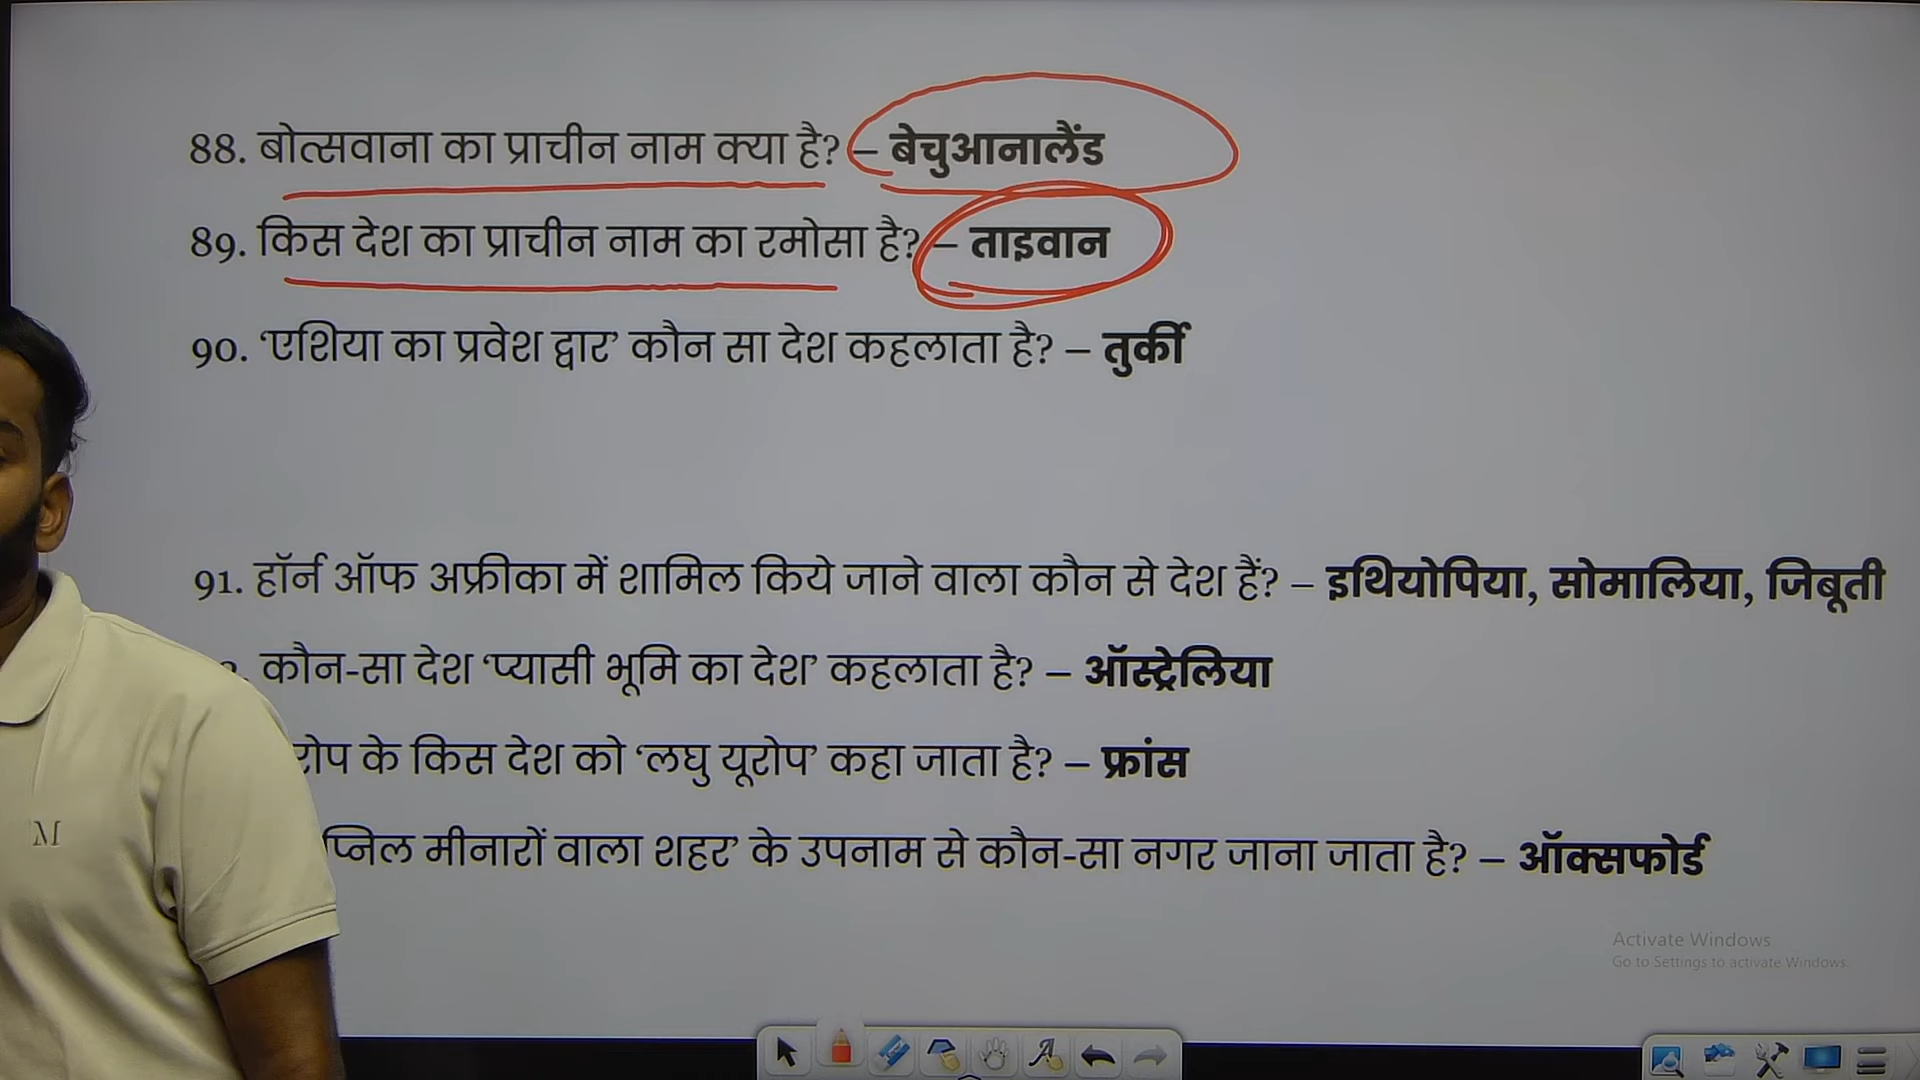 88. बोत्सवाना का प्राचीन नाम क्या है? – बेचुआनालैंड
89. किस देश का प्राचीन नाम का रमोसा है? – ताइवान
90. ‘एशिया का प्रवेश द्वार’ कौन सा देश कहलाता है? – तुर्की
91. हॉर्न ऑफ अफ्रीका में शामिल किये जाने वाला कौन से देश हैं? – इथियोपिया, सोमालिया, जिबूती
कौन-सा देश ‘प्यासी भूमि का देश’ कहलाता है? – ऑस्ट्रेलिया
रोप के किस देश को ‘लघु यूरोप’ कहा जाता है? – फ्रांस
प्निल मीनारों वाला शहर’ के उपनाम से कौन-सा नगर जाना जाता है? – ऑक्सफोर्ड
M
Activate Windows
Go to Settings to activate Windows.